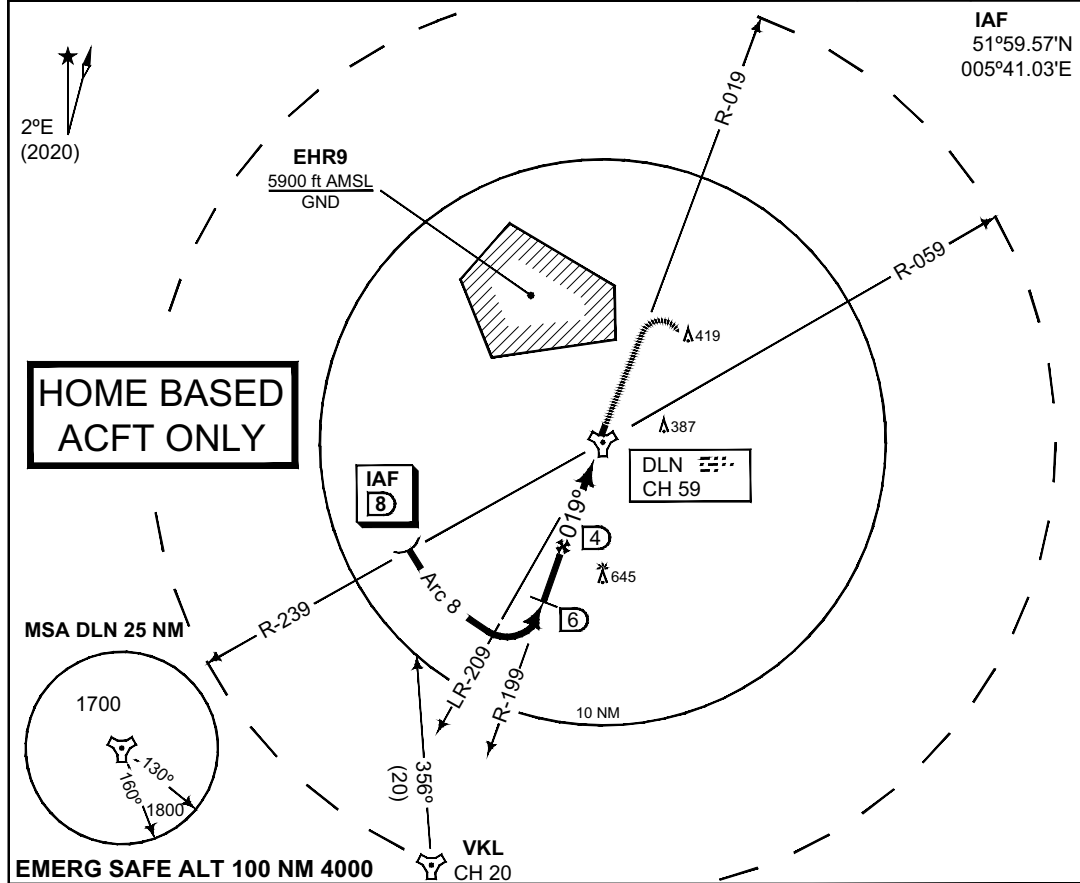 IAF
51º59.57'N
005º41.03'E
2ºE
(2020)
R-019
EHR9
5900 ft AMSL
GND
R-059
419
HOME BASED
ACFT ONLY
387
DLN
CH 59
IAF
8
019º
4
Arc 8
645
6
R-239
MSA DLN 25 NM
LR-209
R-199
10 NM
1700
130º
160º
1800
356º
(20)
VKL
CH 20
EMERG SAFE ALT 100 NM 4000